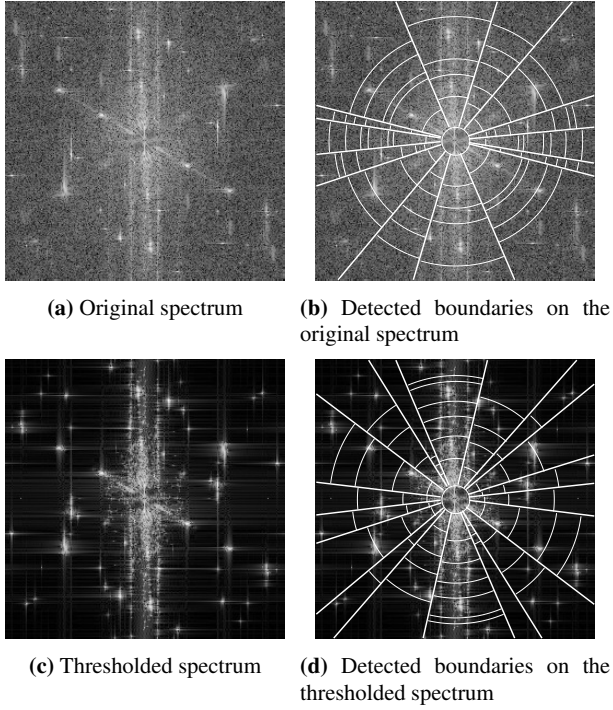 (a) Original spectrum
(b) Detected boundaries on the
original spectrum
(c) Thresholded spectrum
(d) Detected boundaries on the
thresholded spectrum